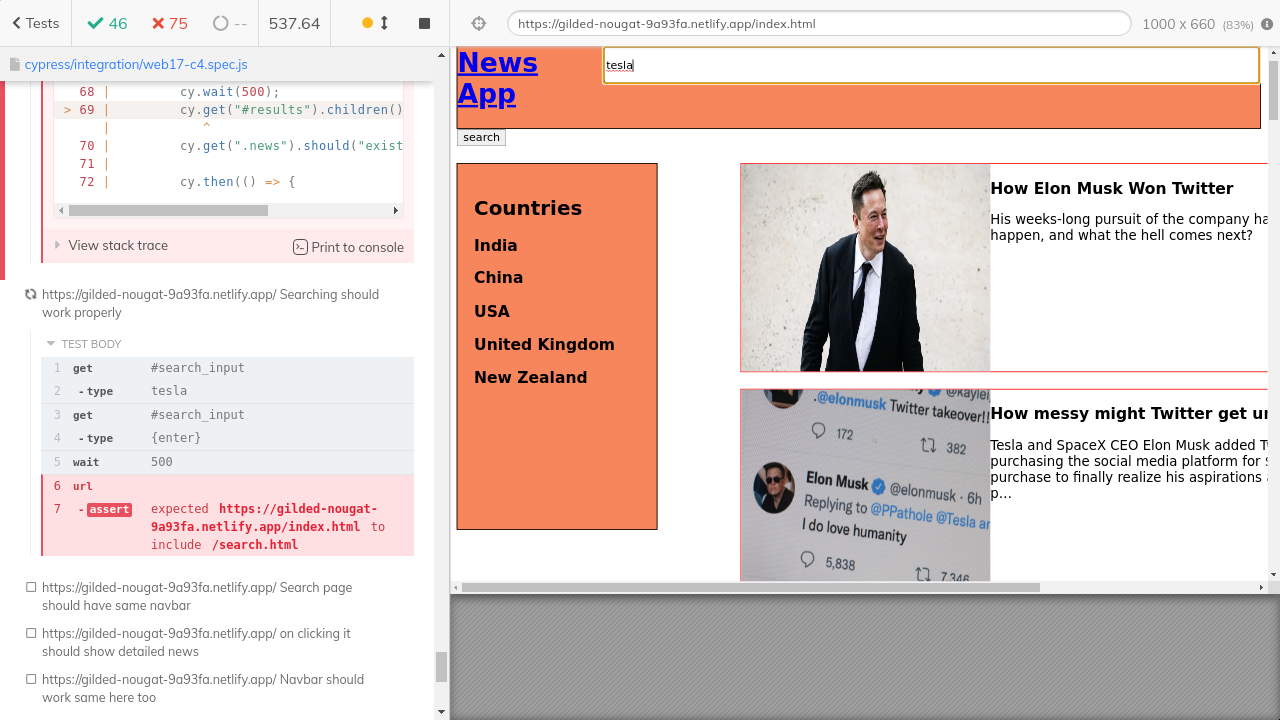 Tests
46
75
--
537.64
https://gilded-nougat-9a93fa.netlify.app/index.html
1000 x 660 (83%)
cypress/integration/web17-c4.spec.js
68 | cy.wait(500);
> 69 | cy.get("#results").children()
| ^
70 | cy.get(".news").should("exist
71 |
72 | cy.then(() => {
View stack trace
Print to console
https://gilded-nougat-9a93fa.netlify.app/ Searching should
work properly
TEST BODY
1 get #search_input
2 -type tesla
3 get #search_input
4 -type {enter}
5 wait 500
6 url
7 -assert expected https://gilded-nougat-
9a93fa.netlify.app/index.html to
include /search.html
https://gilded-nougat-9a93fa.netlify.app/ Search page
should have same navbar
https://gilded-nougat-9a93fa.netlify.app/ on clicking it
should show detailed news
https://gilded-nougat-9a93fa.netlify.app/ Navbar should
work same here too
News
App
tesla
search
Countries
India
China
USA
United Kingdom
New Zealand
How Elon Musk Won Twitter
His weeks-long pursuit of the company ha
happen, and what the hell comes next?
.@elonmusk Twitter takeover!!
172 382
Elon Musk @elonmusk · 6h
Replying to @PPathole @Tesla an
I do love humanity
5,838 7,346
How messy might Twitter get u
Tesla and SpaceX CEO Elon Musk added T
purchasing the social media platform for
purchase to finally realize his aspirations
p...